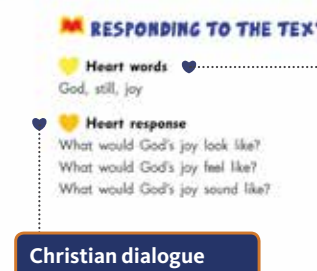 RESPONDING TO THE TEXT
Heart words
God, still, joy
Heart response
What would God's joy look like?
What would God's joy feel like?
What would God's joy sound like?
Christian dialogue